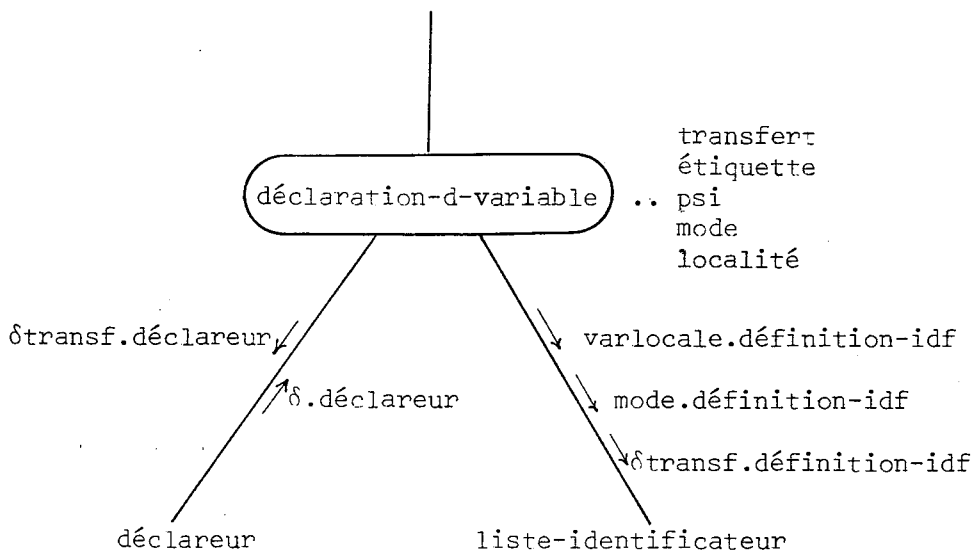 transfert
étiquette
déclaration-d-variable .. psi
mode
localité
δtransf.déclareur
varlocale.définition-idf
δ.déclareur
mode.définition-idf
δtransf.définition-idf
déclareur
liste-identificateur